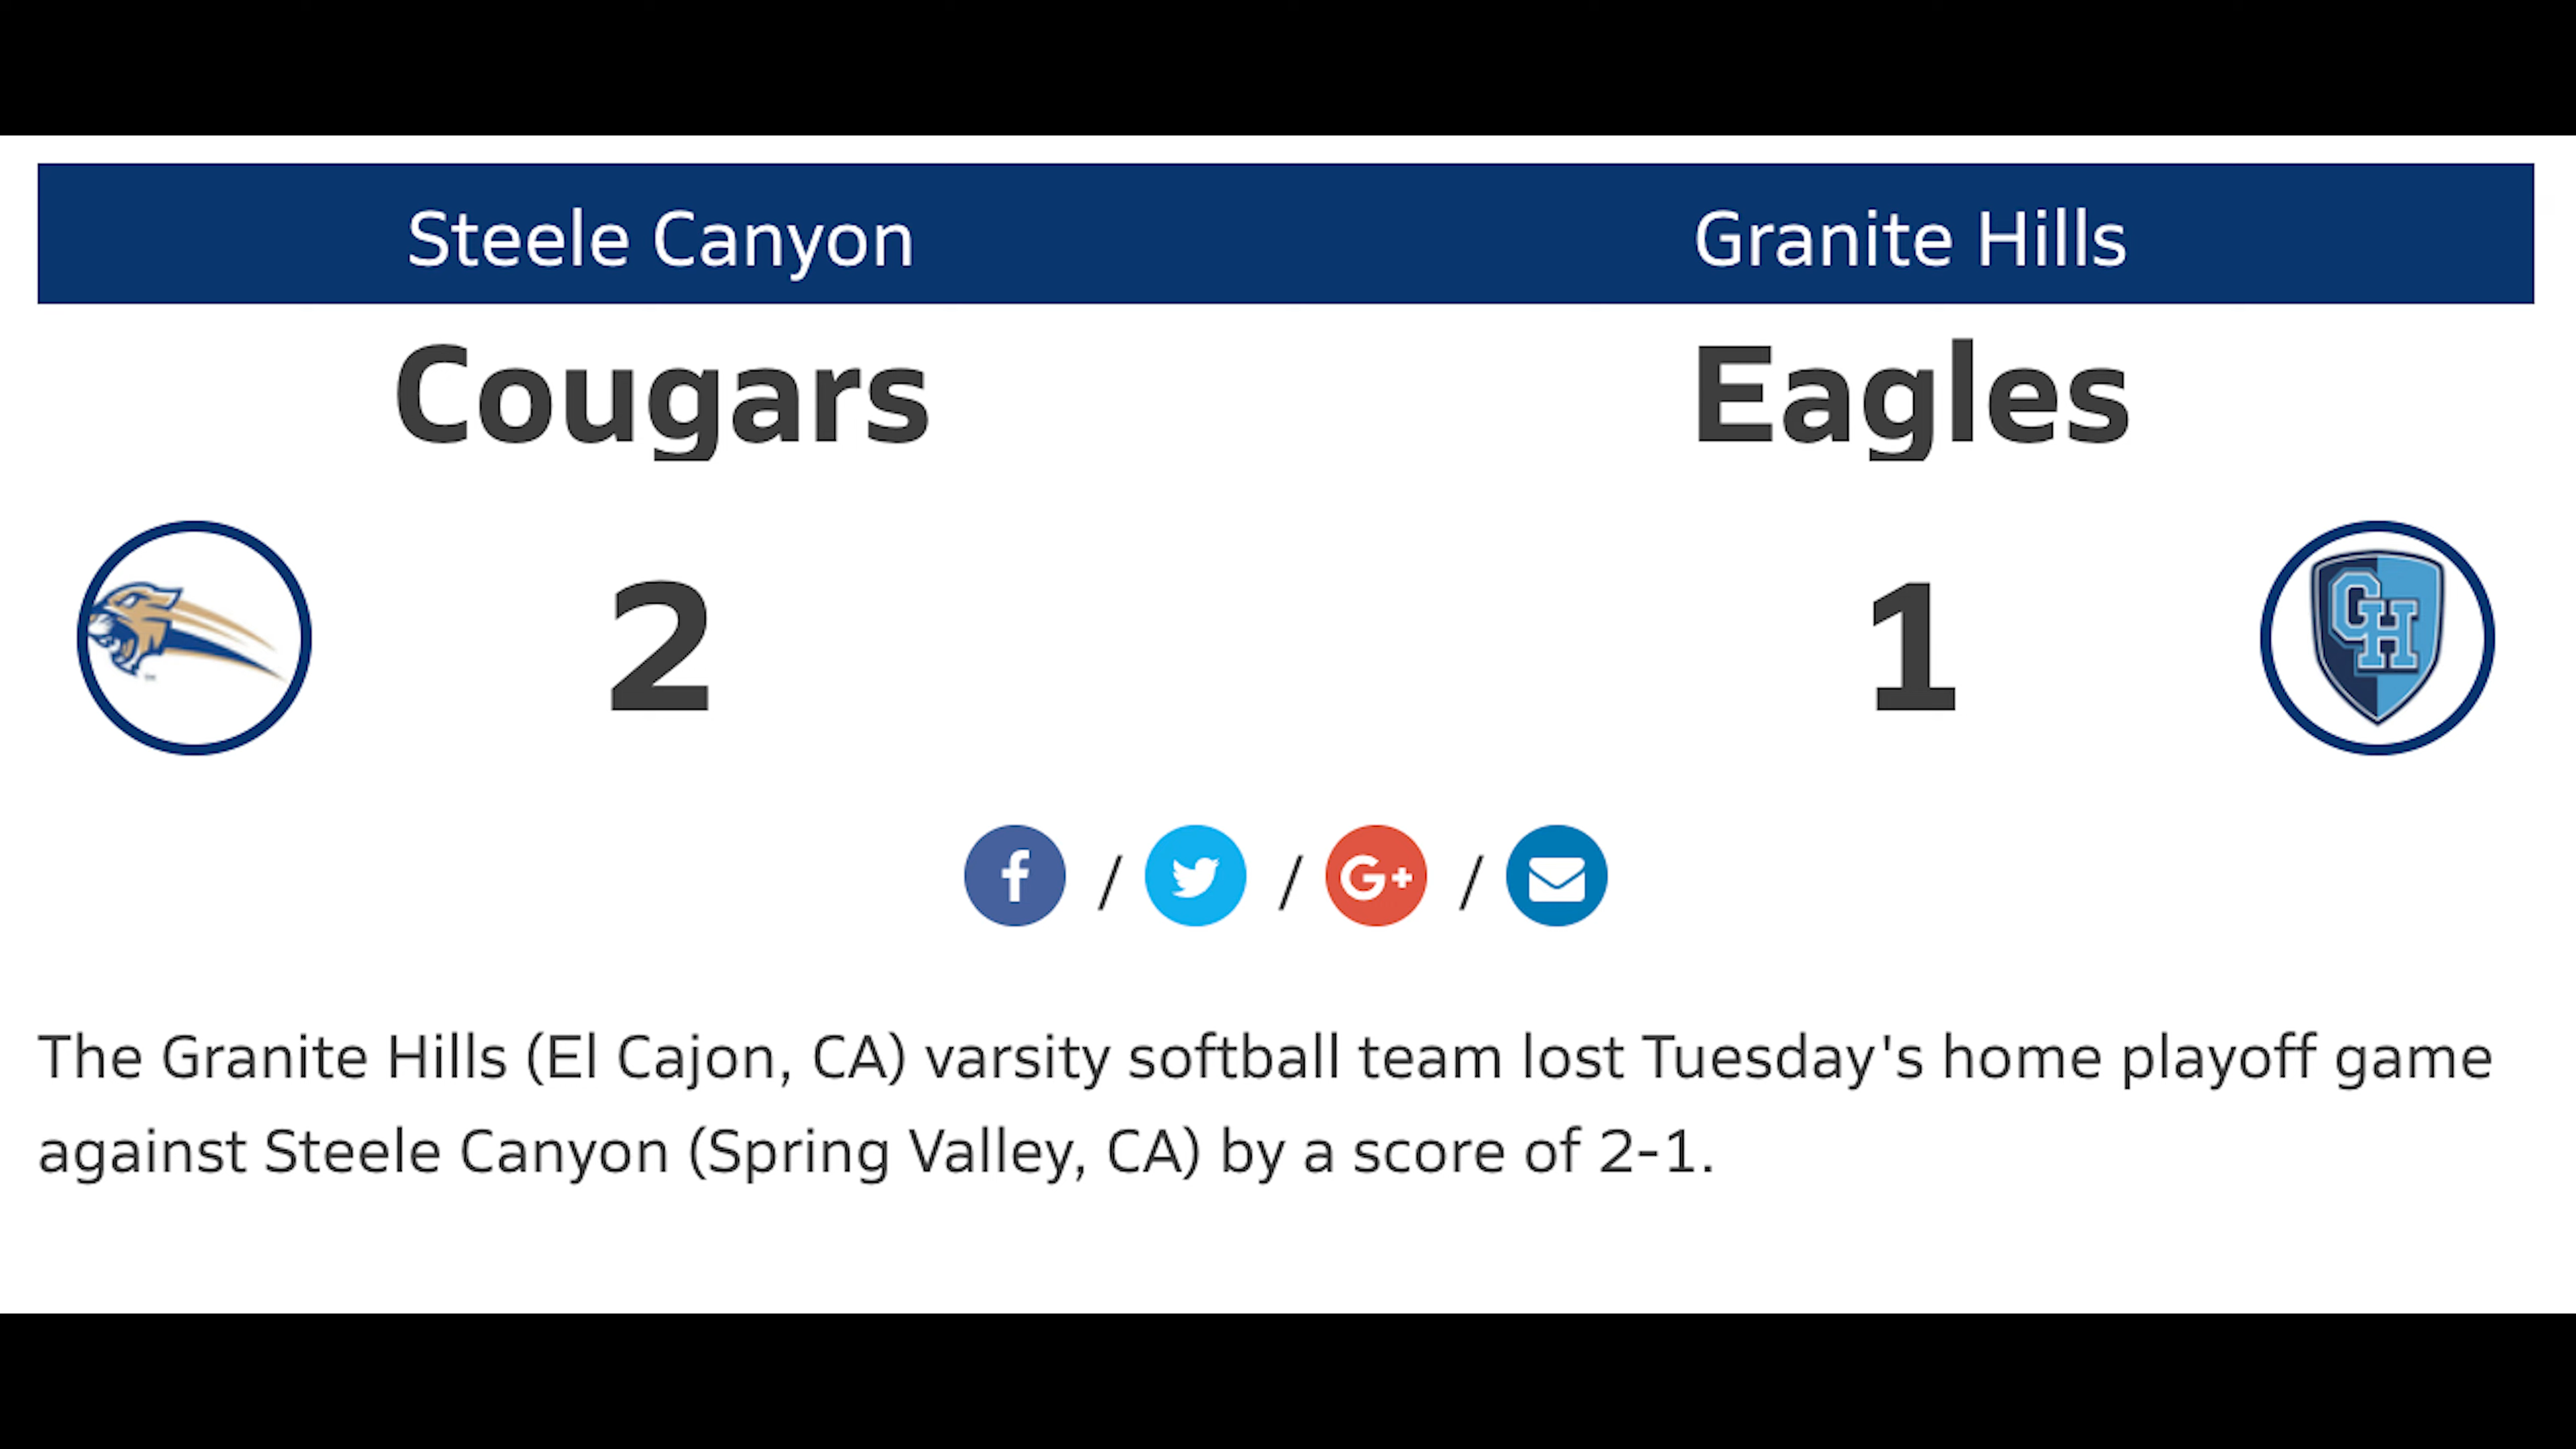 Steele Canyon Granite Hills
Cougars Eagles
2 1
GH
f / / G+ /
The Granite Hills (El Cajon, CA) varsity softball team lost Tuesday's home playoff game
against Steele Canyon (Spring Valley, CA) by a score of 2-1.